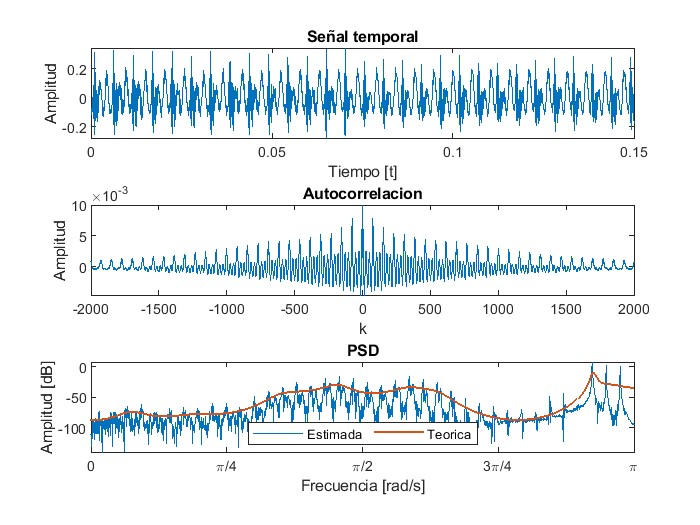 Señal temporal
Amplitud
0.2
0
-0.2
0
0.05
0.1
0.15
Tiempo [t]
×10-3
Autocorrelacion
Amplitud
10
5
0
-2000
-1500
-1000
-500
0
500
1000
1500
2000
k
PSD
Amplitud [dB]
0
-50
-100
Estimada
Teorica
0
π/4
π/2
3π/4
π
Frecuencia [rad/s]